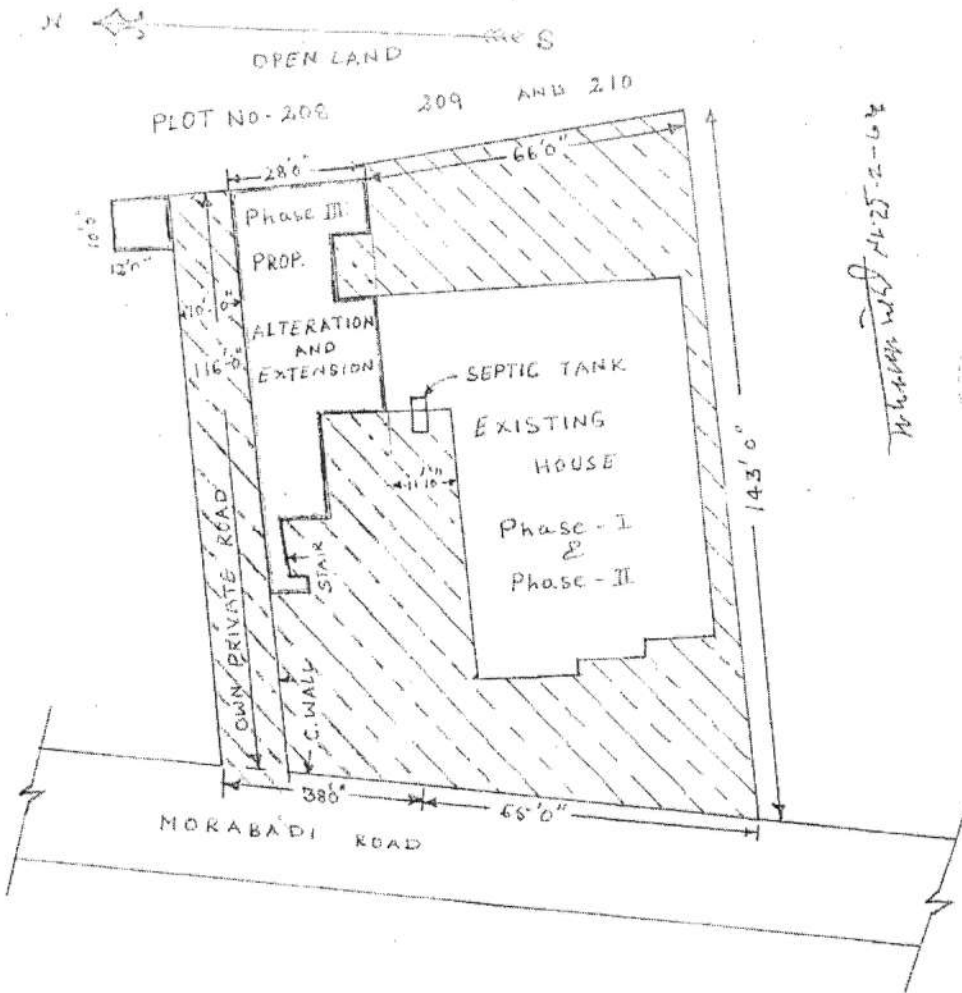 N S
OPEN LAND
PLOT NO-208 209 AND 210
28'0"
66'0"
10'0"
12'0"
Phase III
PROP.
ALTERATION
AND
EXTENSION
116'-0"
SEPTIC TANK
EXISTING
HOUSE
Phase-I
&
Phase-II
11'10"
143'0"
STAIR
OWN PRIVATE ROAD
C. WALL
38'0"
MORABADI ROAD